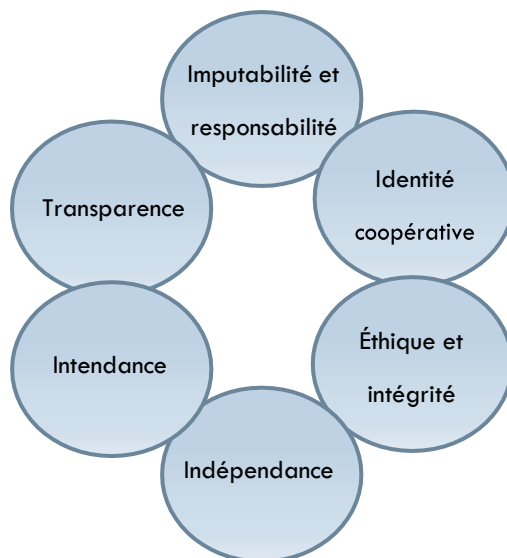 Imputabilité et
responsabilité
Identité
coopérative
Éthique et
intégrité
Indépendance
Intendance
Transparence